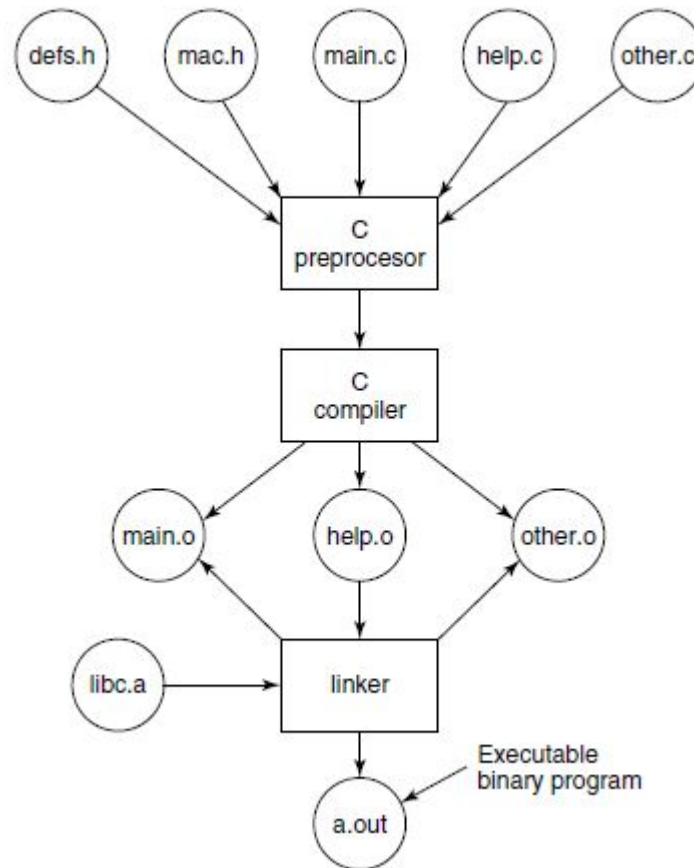 defs.h
mac.h
main.c
help.c
other.c
C
preprocesor
C
compiler
main.o
help.o
other.o
libc.a
linker
Executable
binary program
a.out